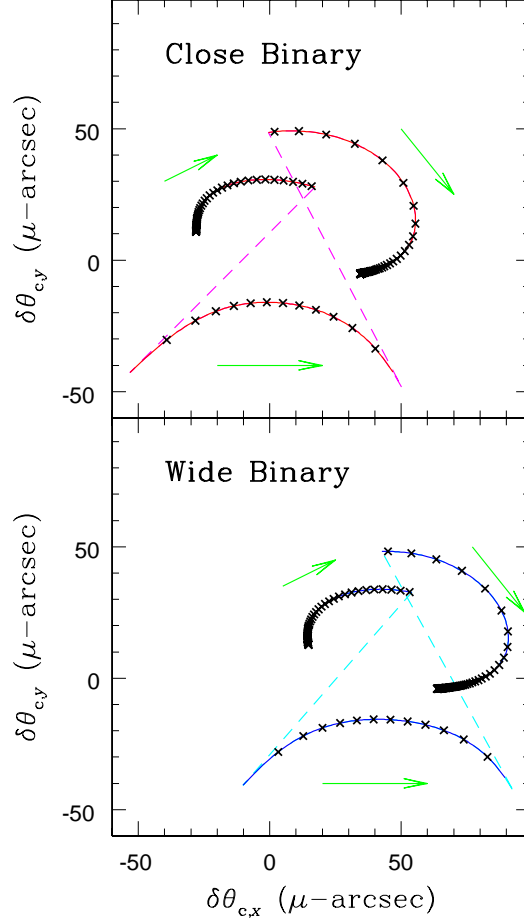 Close Binary
50
0
-50
δθc,y (μ-arcsec)
Wide Binary
50
0
-50
δθc,y (μ-arcsec)
-50 0 50
δθc,x (μ-arcsec)